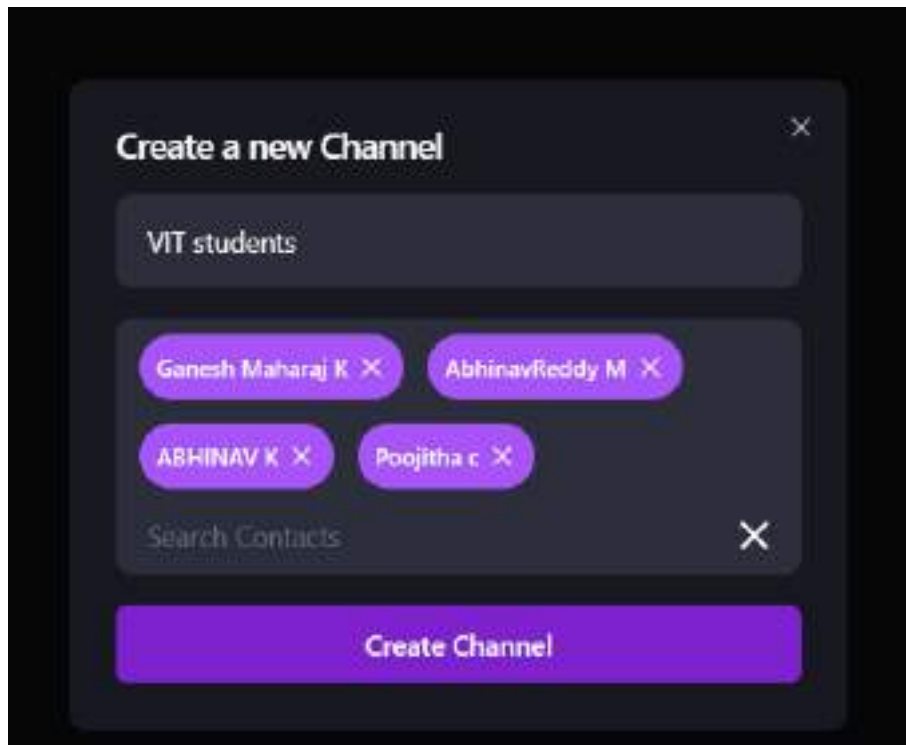 Create a new Channel
VIT students
Ganesh Maharaj K AbhinavReddy M
ABHINAV K Poojitha c
Search Contacts
Create Channel